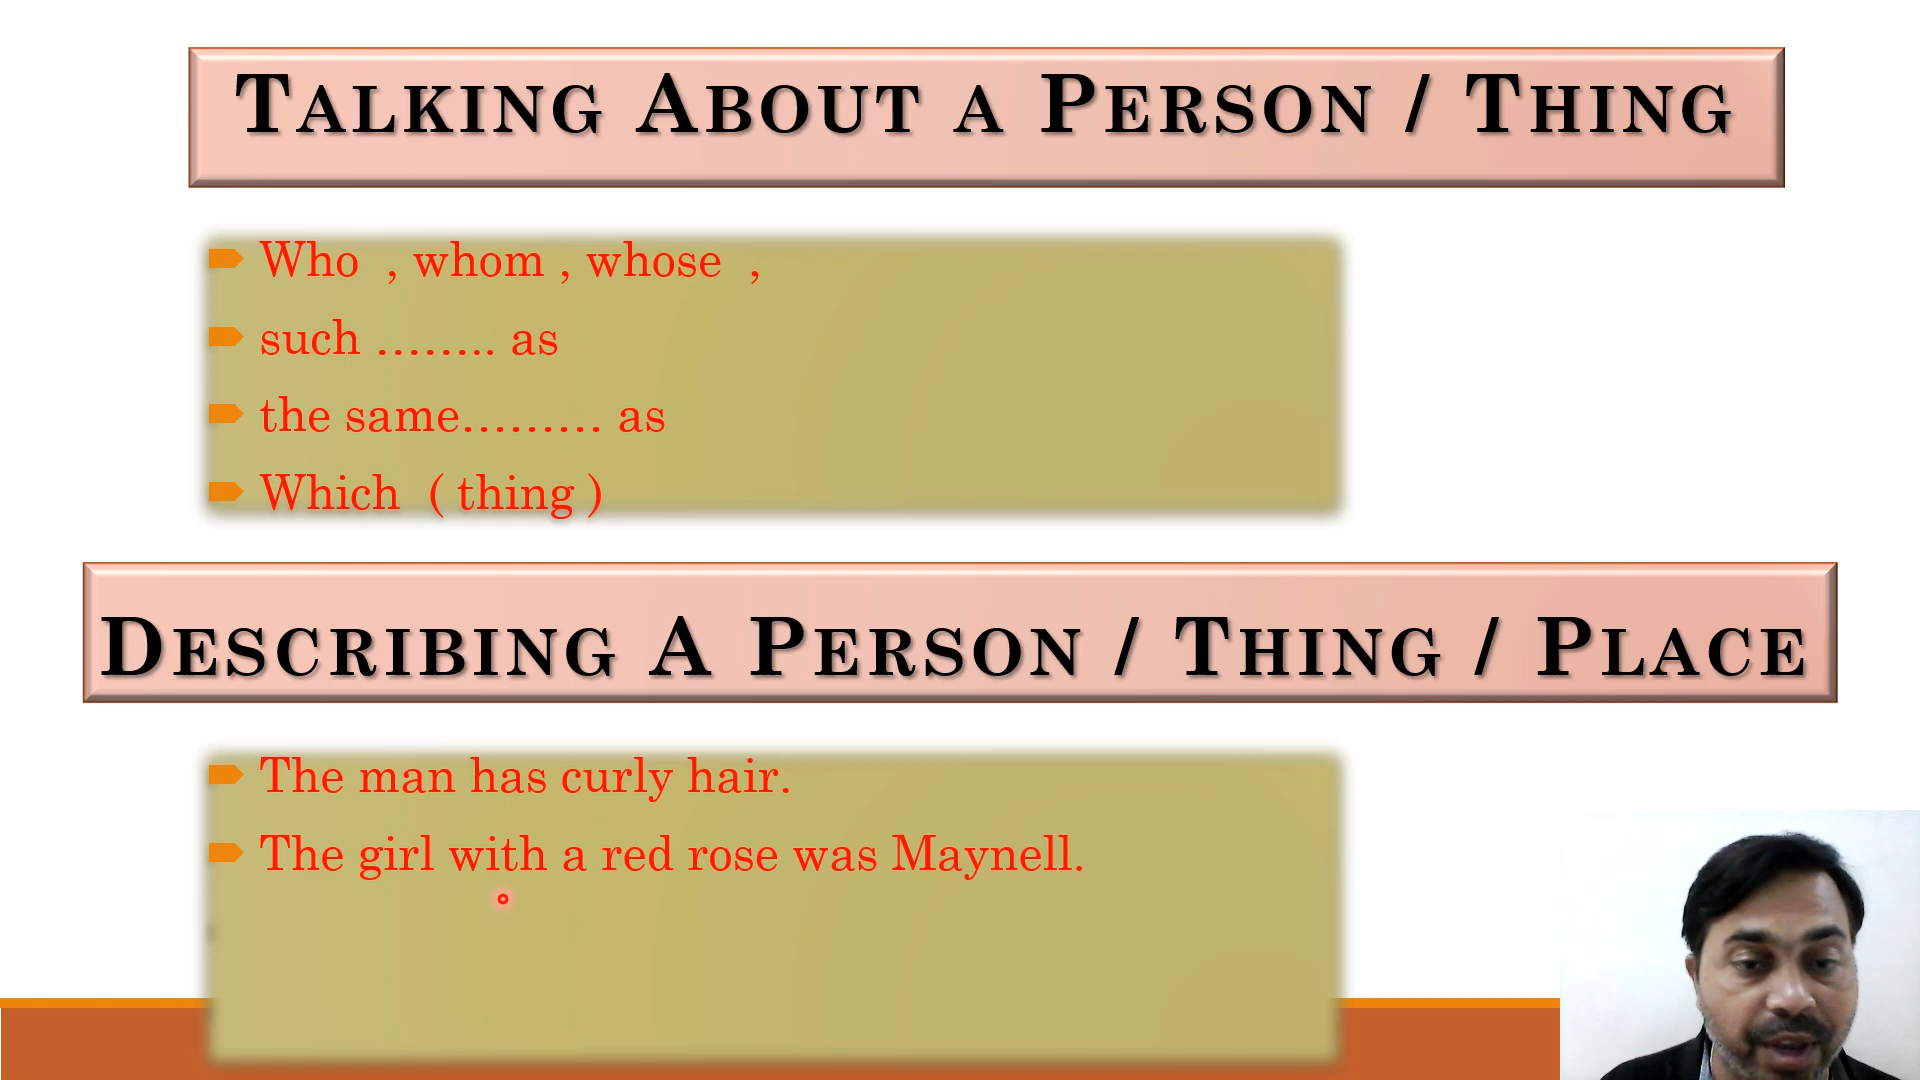 Talking About a Person / Thing
Who , whom , whose ,
such …….. as
the same……… as
Which ( thing )
Describing A Person / Thing / Place
The man has curly hair.
The girl with a red rose was Maynell.